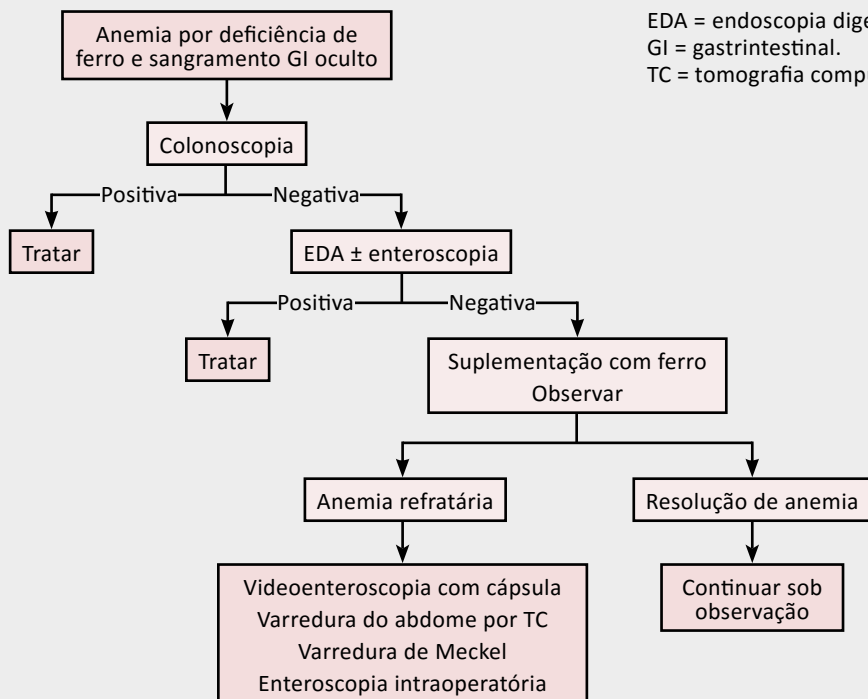 Anemia por deficiência de
ferro e sangramento GI oculto
EDA = endoscopia
GI = gastrintestinal.
TC = tomografia
Colonoscopia
Positiva
Negativa
Tratar
EDA ± enteroscopia
Positiva
Negativa
Tratar
Suplementação com ferro
Observar
Anemia refratária
Resolução de anemia
Videoenteroscopia com cápsula
Varredura do abdome por TC
Varredura de Meckel
Enteroscopia intraoperatória
Continuar sob
observação